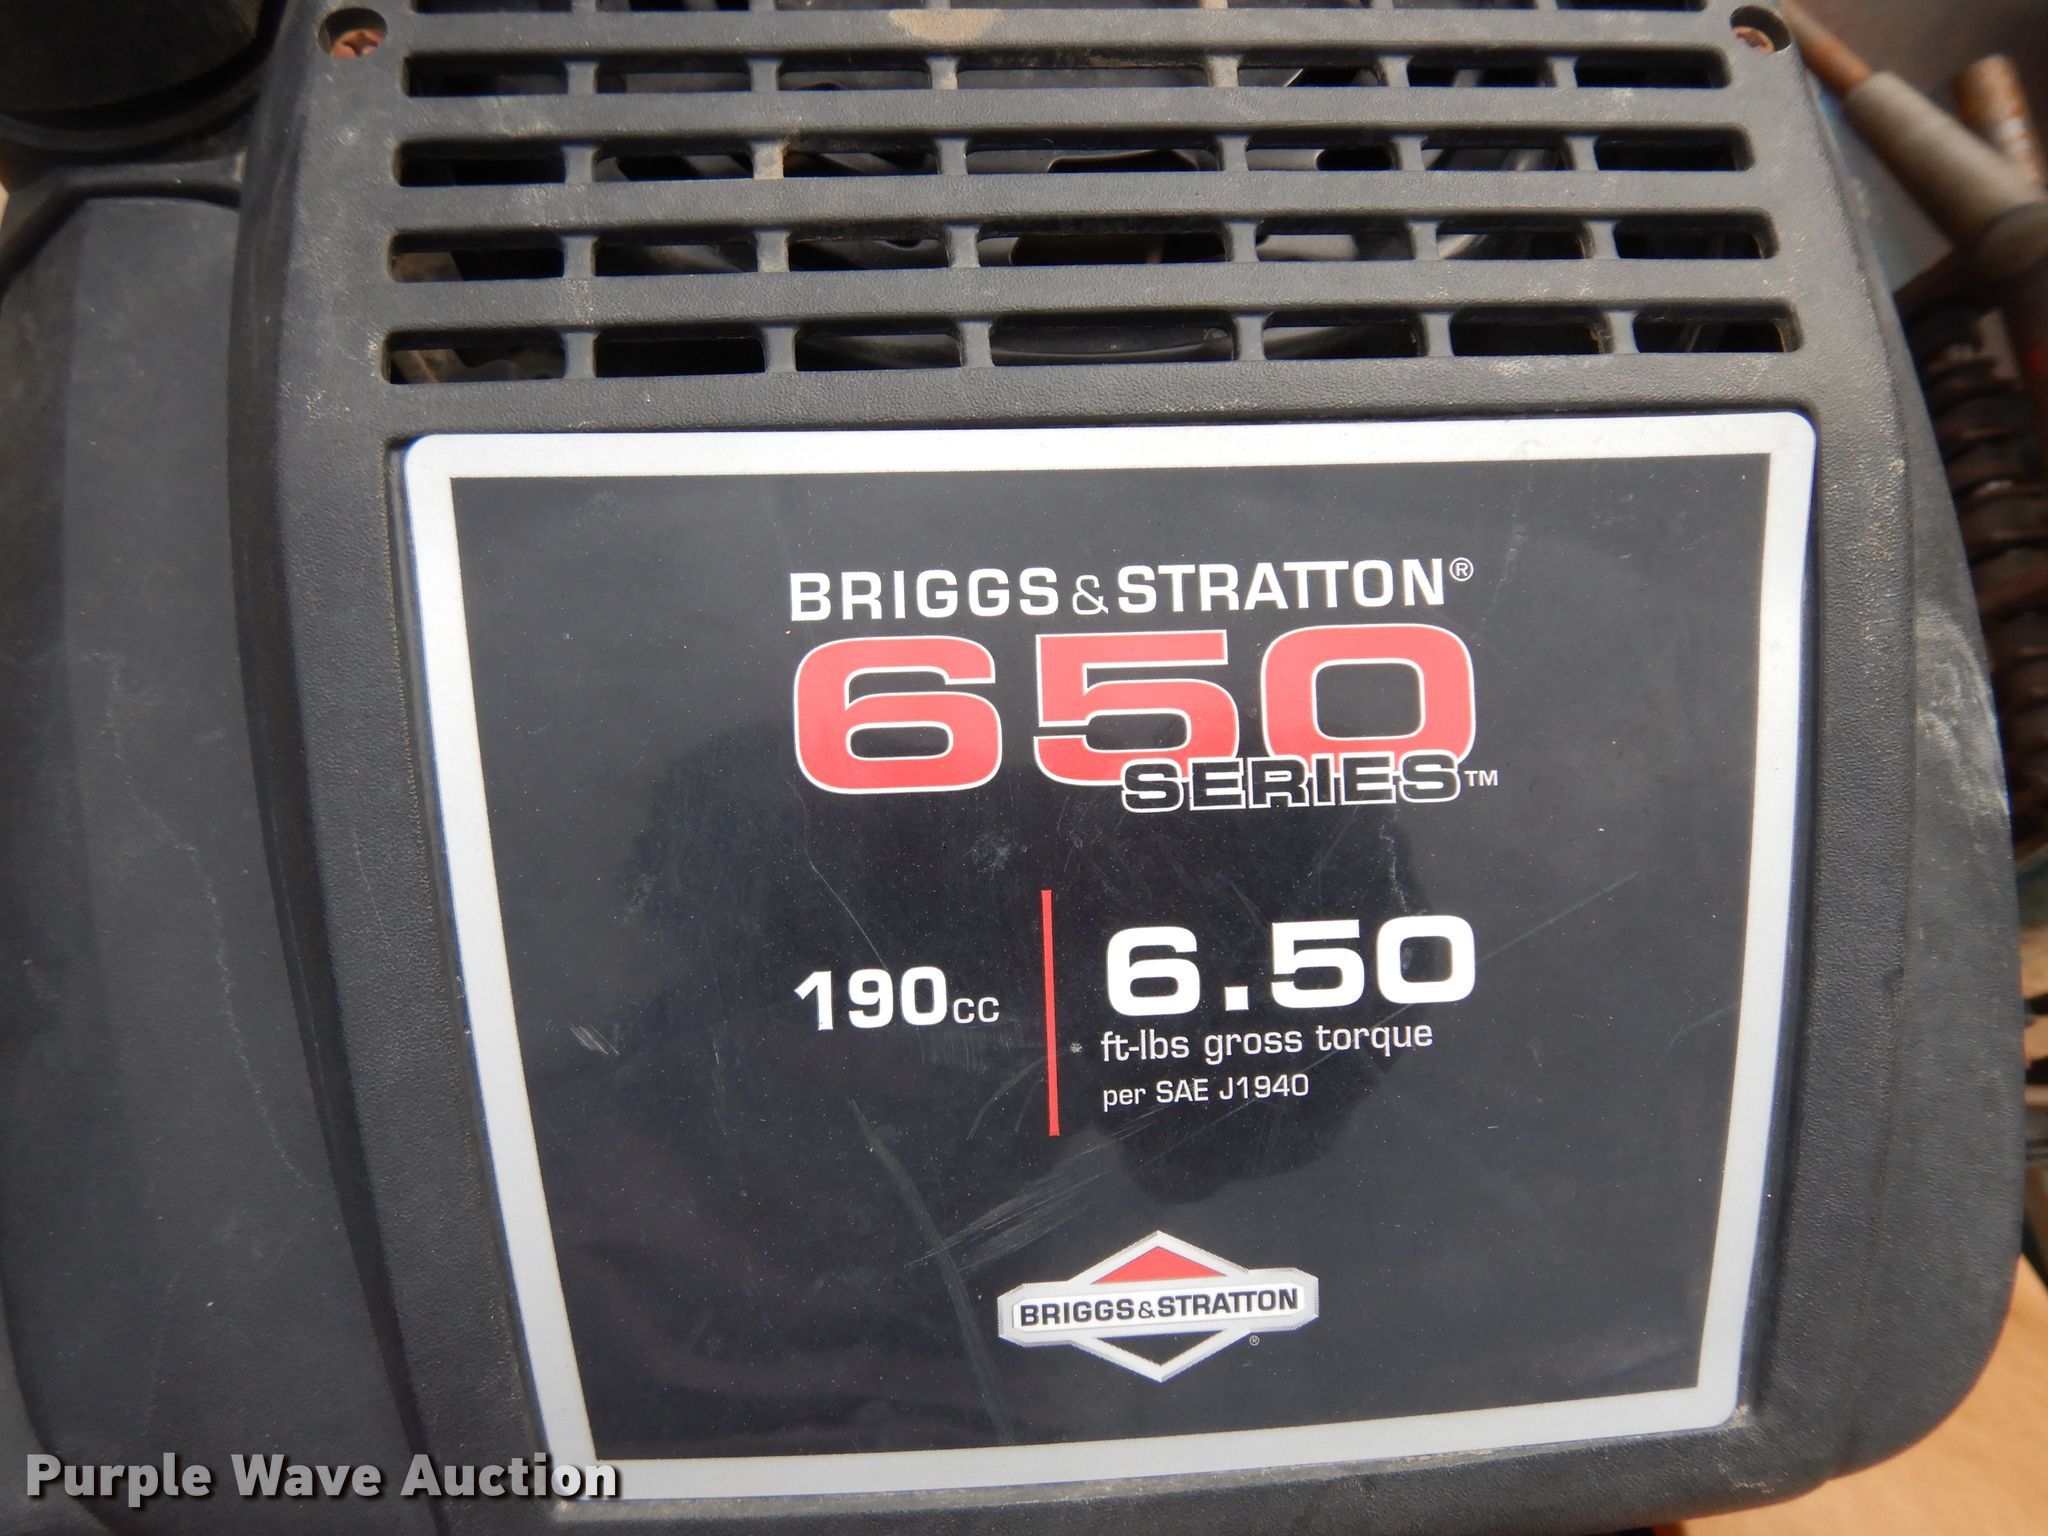 BRIGGS & STRATTON®
650
SERIES™
190cc
6.50
ft-lbs gross torque
per SAE J1940
BRIGGS&STRATTON
®
Purple Wave Auction